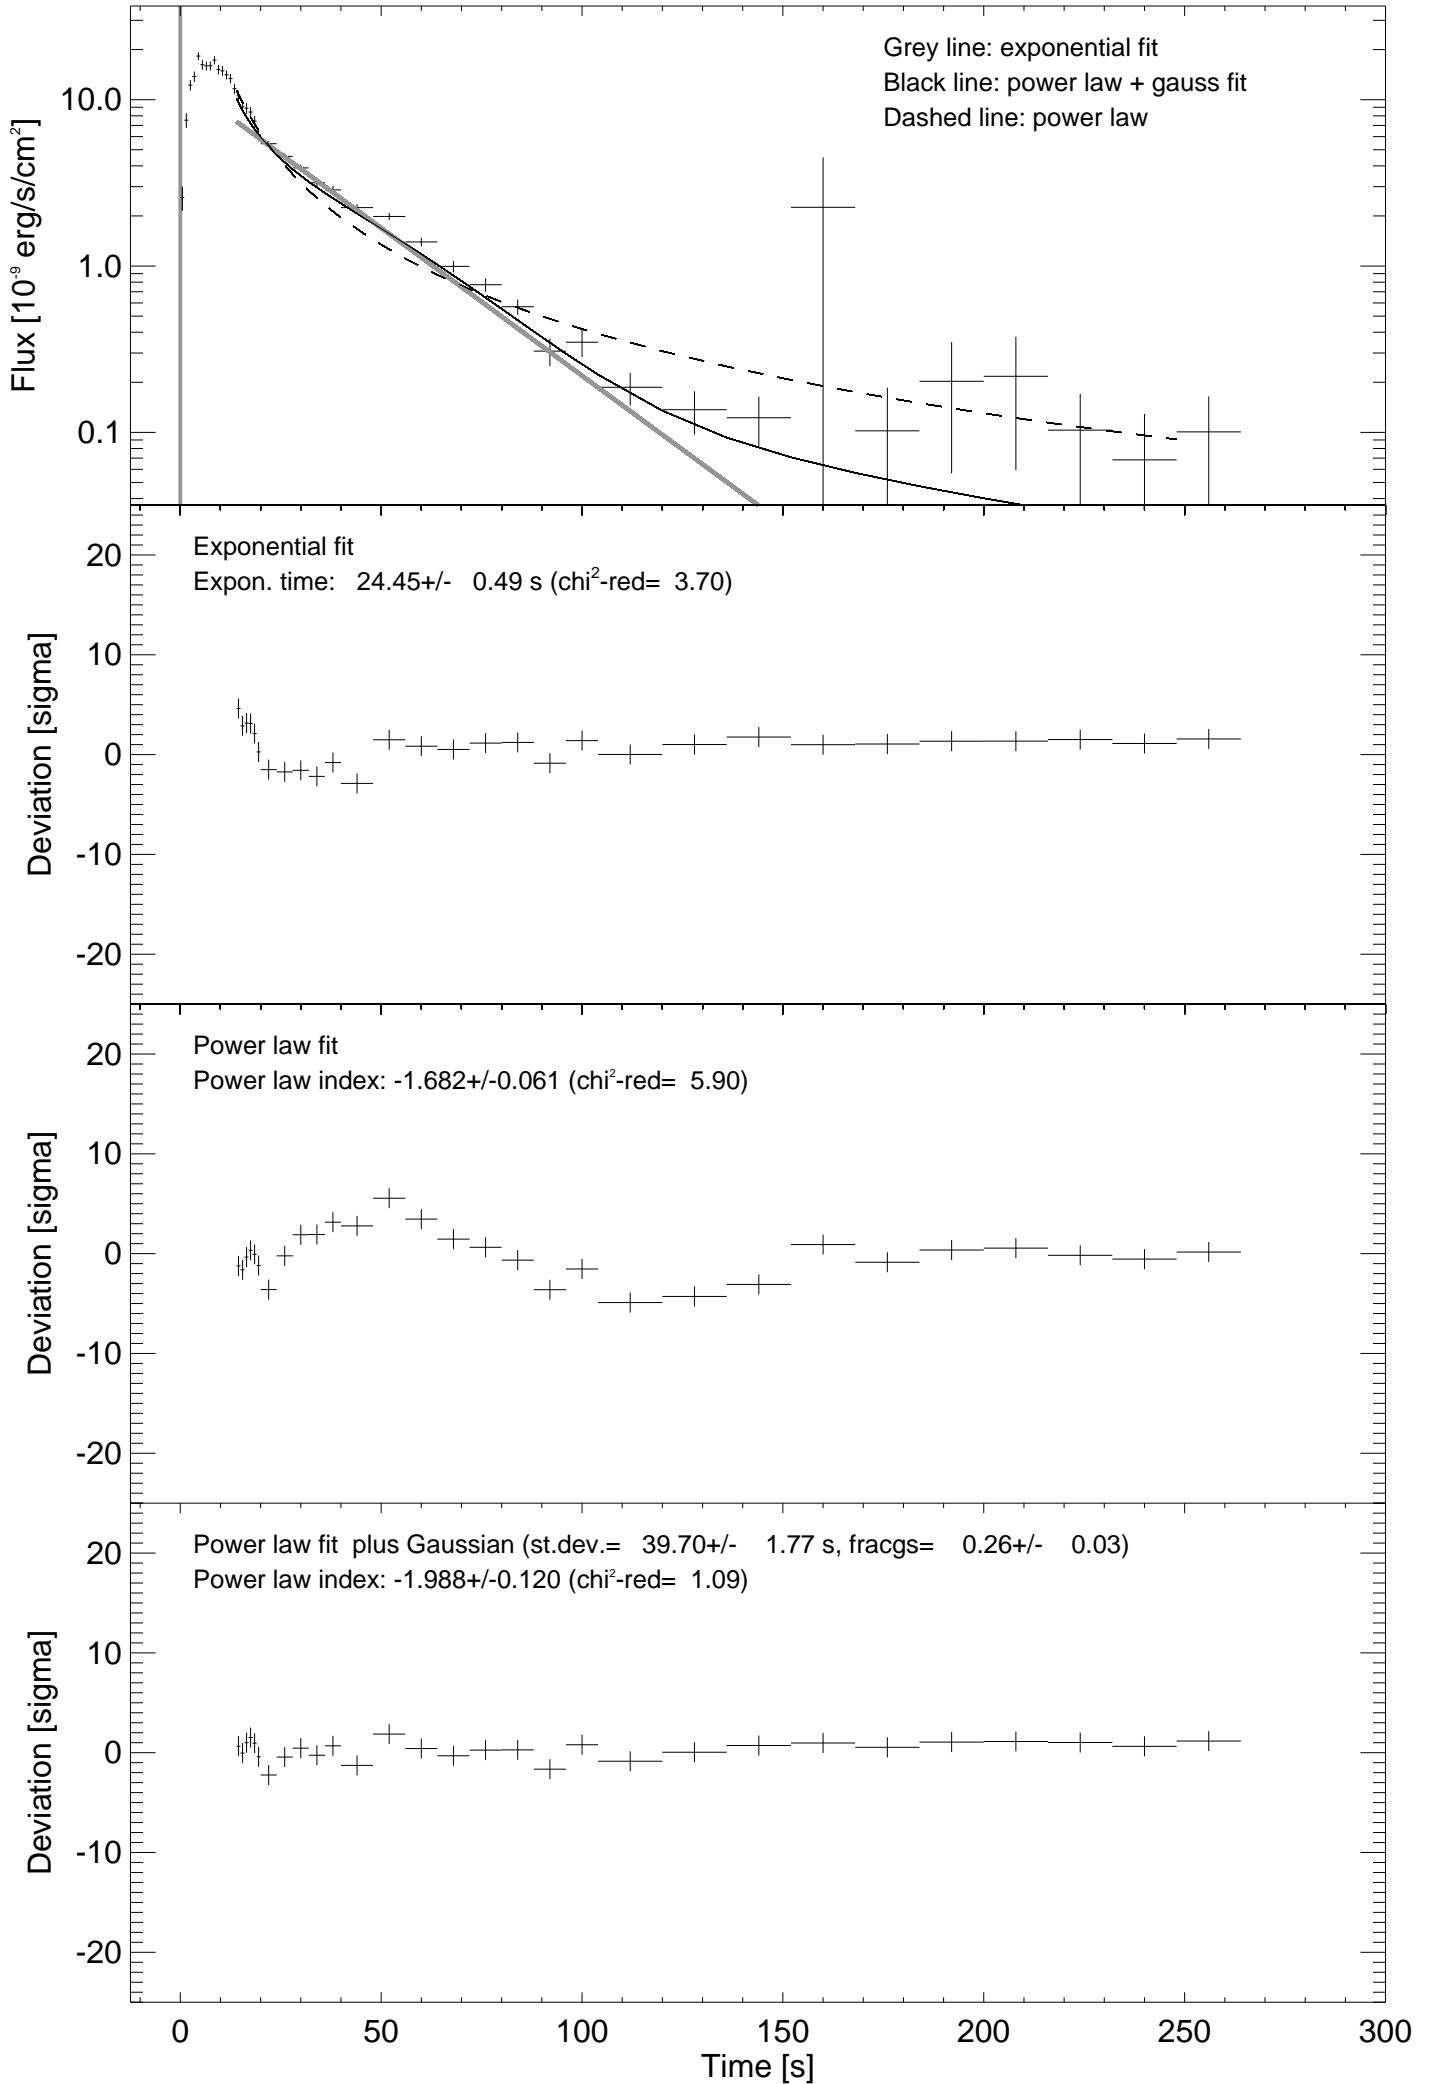 Grey line: exponential fit
Black line: power law + gauss fit
Dashed line: power law
10.0
1.0
0.1
Flux [10⁻⁹ erg/s/cm²]
Exponential fit
Expon. time: 24.45+/- 0.49 s (chi²-red= 3.70)
20
10
0
-10
-20
Deviation [sigma]
Power law fit
Power law index: -1.682+/-0.061 (chi²-red= 5.90)
20
10
0
-10
-20
Deviation [sigma]
Power law fit plus Gaussian (st.dev.= 39.70+/- 1.77 s, fracgs= 0.26+/- 0.03)
Power law index: -1.988+/-0.120 (chi²-red= 1.09)
20
10
0
-10
-20
Deviation [sigma]
0 50 100 150 200 250 300
Time [s]